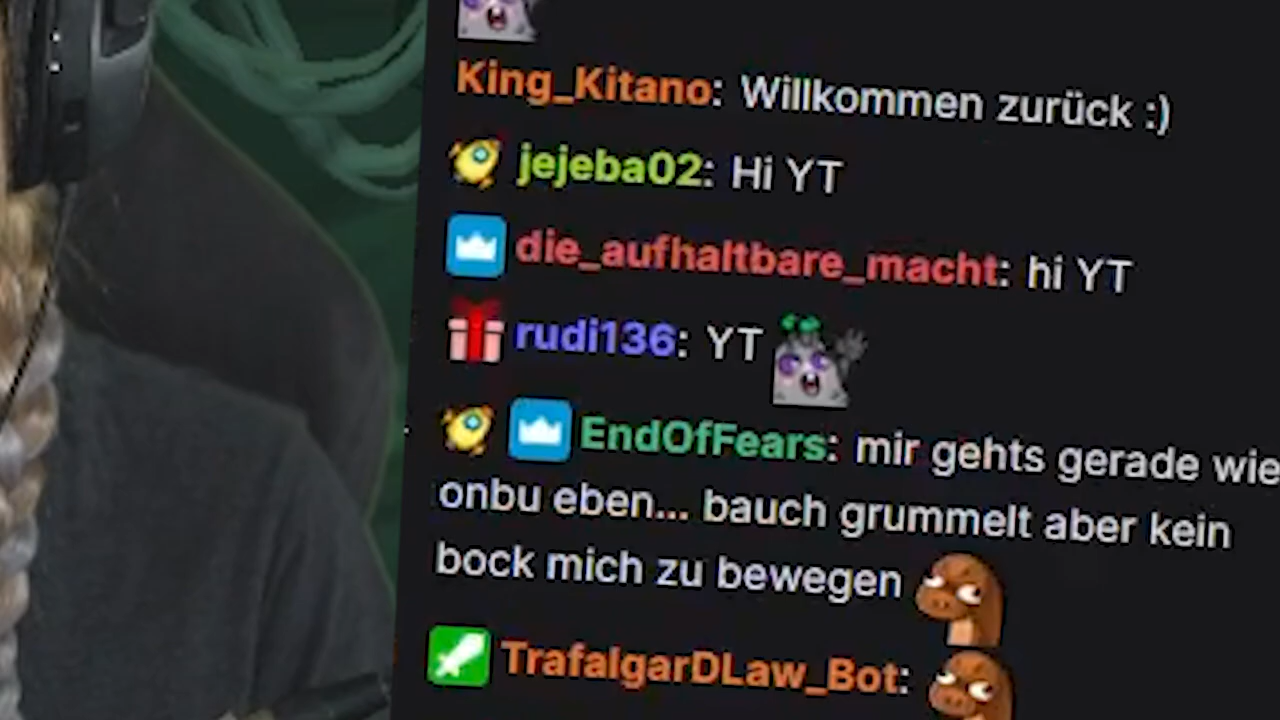 King_Kitano: Willkommen zurück :)
jejeba02: Hi YT
die_aufhaltbare_macht: hi YT
rudi136: YT
EndOfFears: mir gehts gerade wie
onbu eben... bauch grummelt aber kein
bock mich zu bewegen
TrafalgarDLaw_Bot: